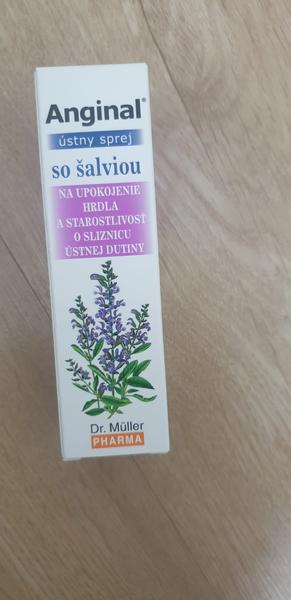 Anginal®
ústny sprej
so šalviou
NA UPOKOJENIE
HRDLA
A STAROSTLIVOSŤ
O SLIZNICU
ÚSTNEJ DUTINY
Dr. Müller
PHARMA